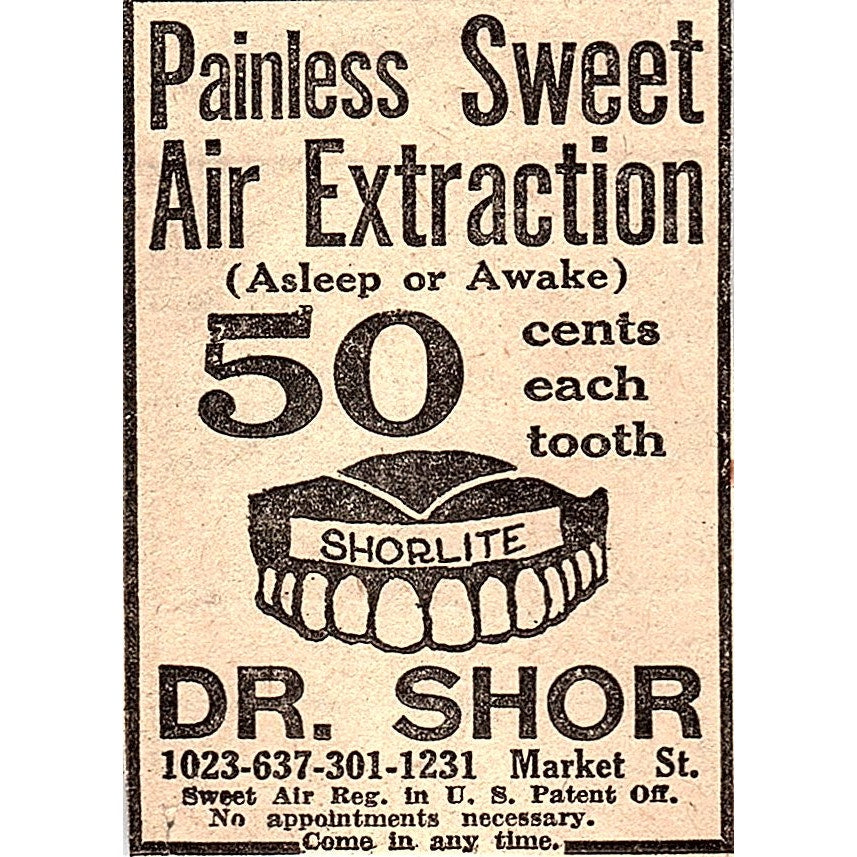 Painless Sweet
Air Extraction
(Asleep or Awake)
50 cents
each
tooth
SHORLITE
DR. SHOR
1023-637-301-1231 Market St.
Sweet Air Reg. in U. S. Patent Off.
No appointments necessary.
Come in any time.